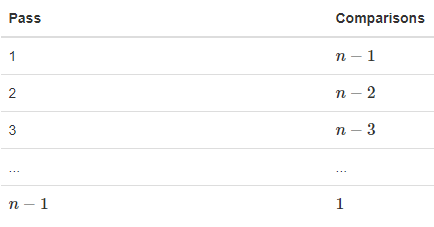 Pass Comparisons
1 n − 1
2 n − 2
3 n − 3
... ...
n − 1 1